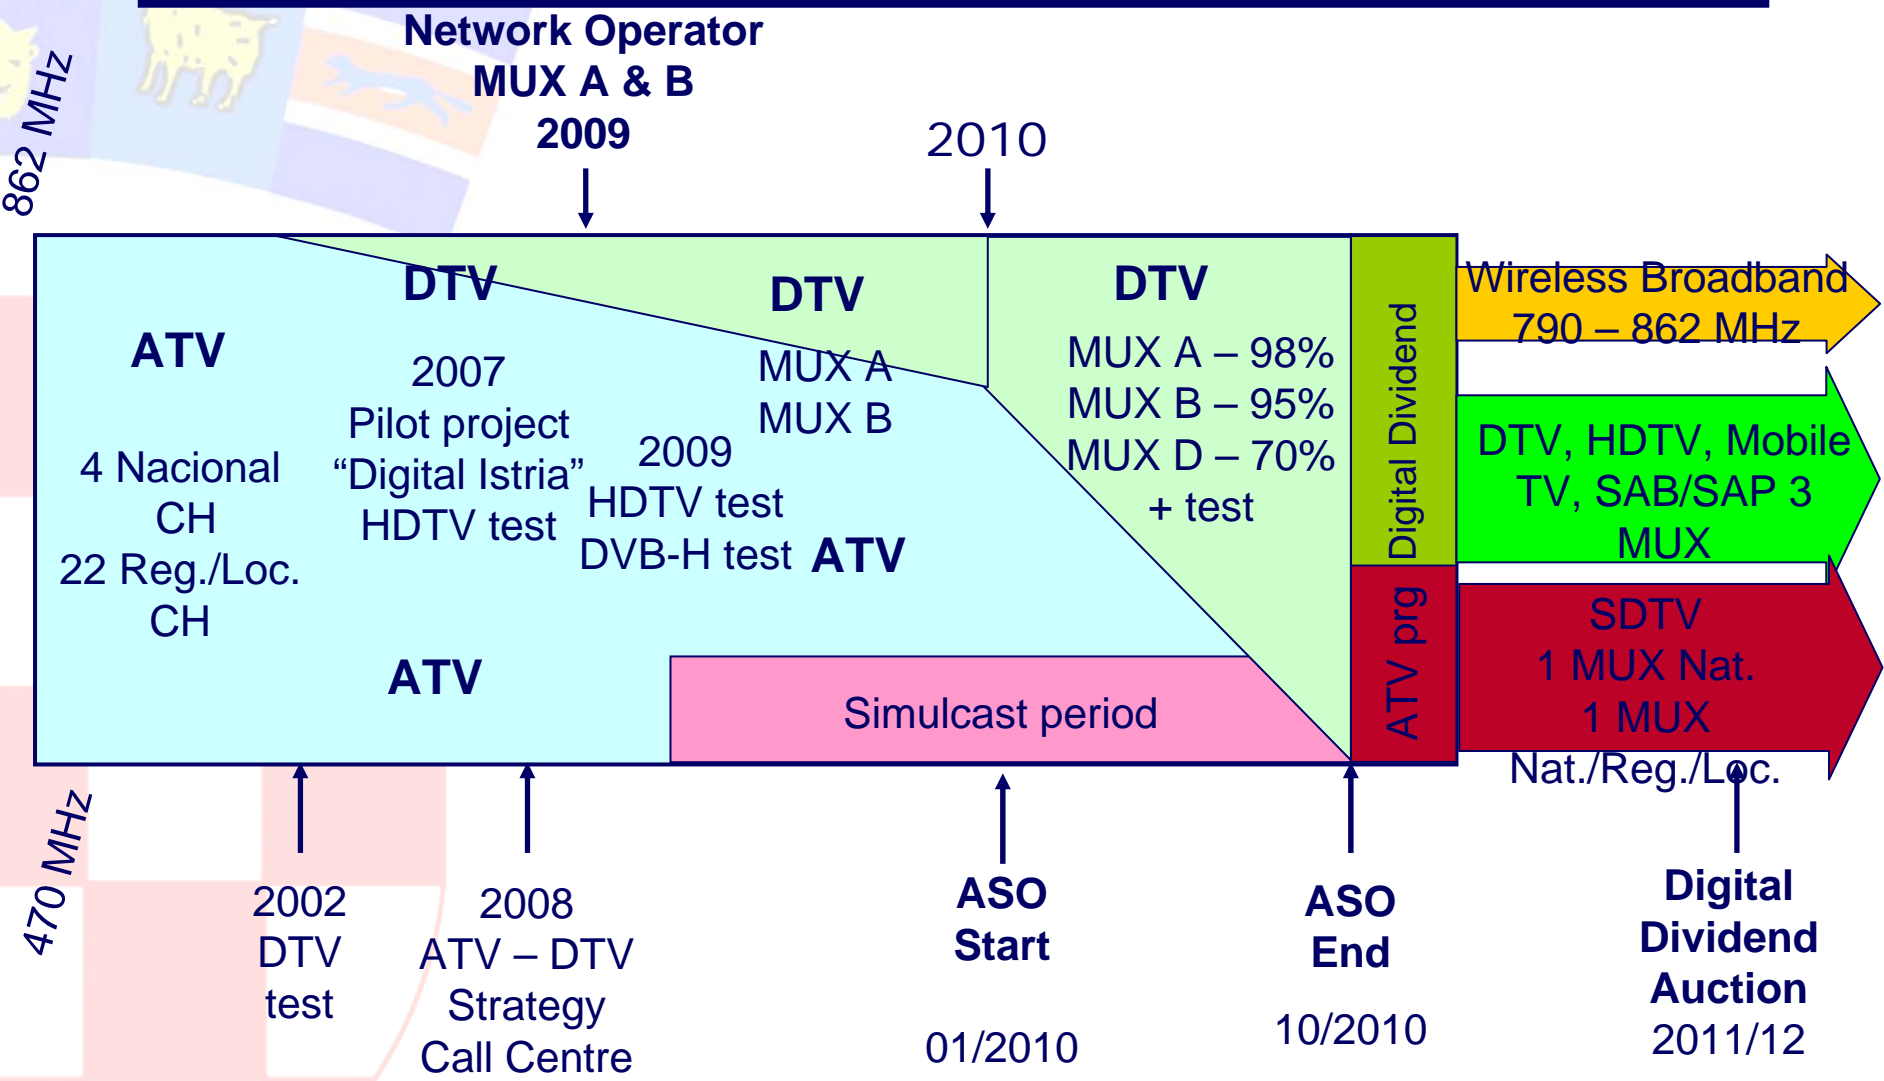 Network Operator
MUX A & B
2009
2010
862 MHz
DTV
DTV
DTV
ATV
2007
Pilot project
“Digital Istria”
HDTV test
MUX A
MUX B
MUX A – 98%
MUX B – 95%
MUX D – 70%
+ test
4 Nacional
CH
22 Reg./Loc.
CH
2009
HDTV test
DVB-H test
ATV
ATV
Simulcast period
Digital Dividend
ATV prg
Wireless Broadband
790 – 862 MHz
DTV, HDTV, Mobile
TV, SAB/SAP 3
MUX
SDTV
1 MUX Nat.
1 MUX
Nat./Reg./Loc.
470 MHz
2002
DTV
test
2008
ATV – DTV
Strategy
Call Centre
ASO
Start
01/2010
ASO
End
10/2010
Digital
Dividend
Auction
2011/12